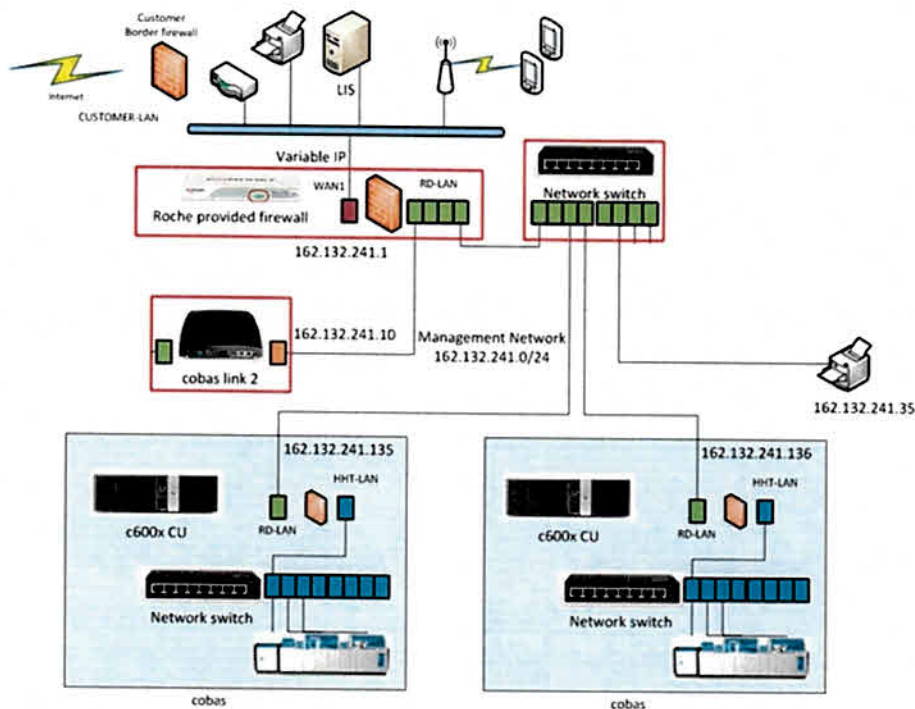 Customer
Border firewall
Internet
CUSTOMER-LAN
LIS
Variable IP
WAN1
RD-LAN
Roche provided firewall
162.132.241.1
Network switch
162.132.241.10
cobas link 2
Management Network
162.132.241.0/24
162.132.241.35
162.132.241.135
HHT-LAN
RD-LAN
c600x CU
Network switch
cobas
162.132.241.136
HHT-LAN
RD-LAN
c600x CU
Network switch
cobas